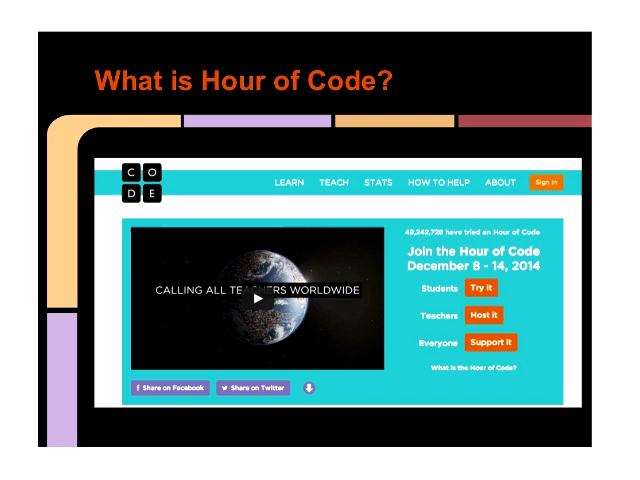 What is Hour of Code?
C O
D E
LEARN TEACH STATS HOW TO HELP ABOUT Sign in
49,242,728 have tried an Hour of Code
Join the Hour of Code
December 8 - 14, 2014
Students Try it
Teachers Host it
Everyone Support it
What is the Hour of Code?
CALLING ALL TEACHERS WORLDWIDE
f Share on Facebook Share on Twitter